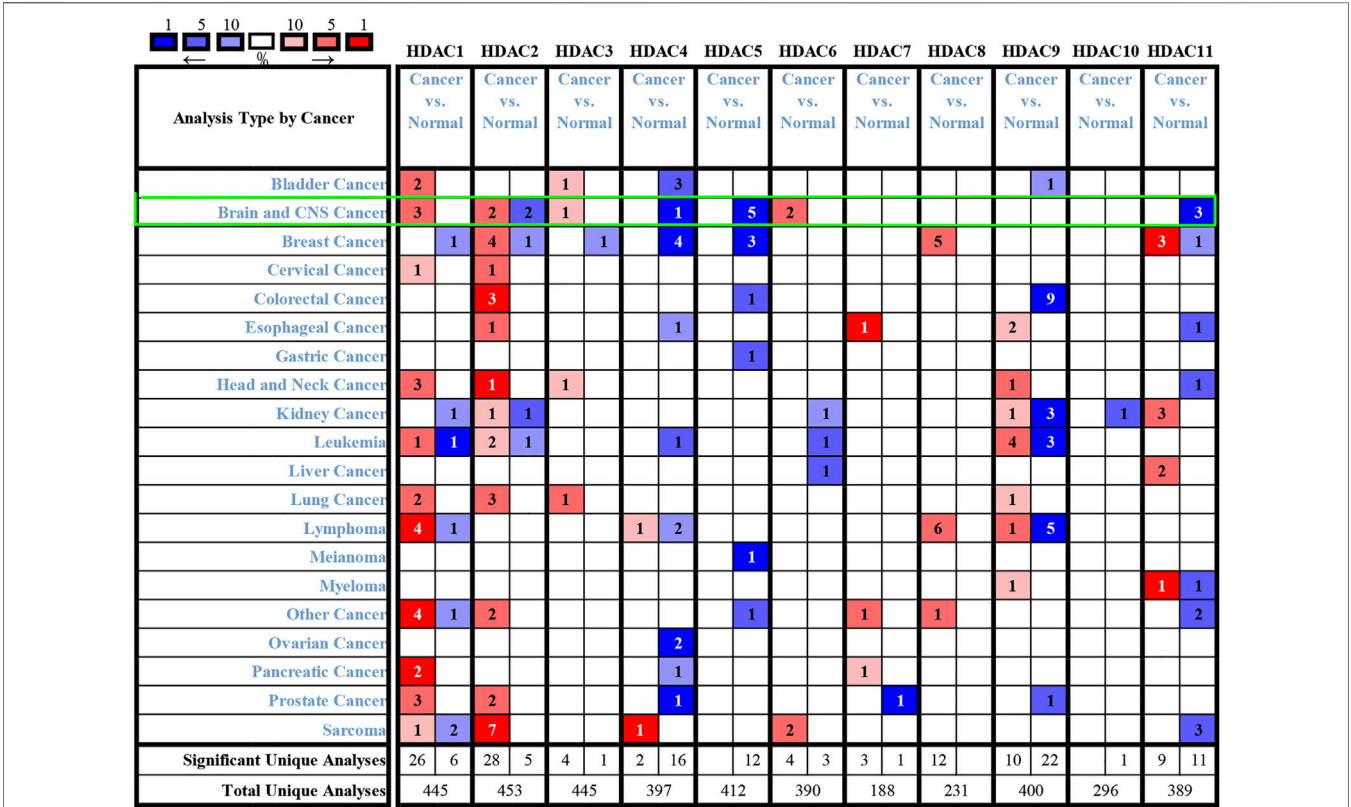 1 5 10 10 5 1
← % →
HDAC1 HDAC2 HDAC3 HDAC4 HDAC5 HDAC6 HDAC7 HDAC8 HDAC9 HDAC10 HDAC11
Cancer Cancer Cancer Cancer Cancer Cancer Cancer Cancer Cancer Cancer Cancer
Analysis Type by Cancer vs. vs. vs. vs. vs. vs. vs. vs. vs. vs. vs.
Normal Normal Normal Normal Normal Normal Normal Normal Normal Normal Normal
Bladder Cancer 2 1 3 1
Brain and CNS Cancer 3 2 2 1 1 5 2 3
Breast Cancer 1 4 1 1 4 3 5 3 1
Cervical Cancer 1 1
Colorectal Cancer 3 1 9
Esophageal Cancer 1 1 1 2 1
Gastric Cancer 1
Head and Neck Cancer 3 1 1 1 1
Kidney Cancer 1 1 1 1 1 3 1 3
Leukemia 1 1 2 1 1 1 4 3
Liver Cancer 1 2
Lung Cancer 2 3 1 1
Lymphoma 4 1 1 2 6 1 5
Meianoma 1
Myeloma 1 1 1
Other Cancer 4 1 2 1 1 1 2
Ovarian Cancer 2
Pancreatic Cancer 2 1 1
Prostate Cancer 3 2 1 1 1
Sarcoma 1 2 7 1 2 3
Significant Unique Analyses 26 6 28 5 4 1 2 16 12 4 3 3 1 12 10 22 1 9 11
Total Unique Analyses 445 453 445 397 412 390 188 231 400 296 389